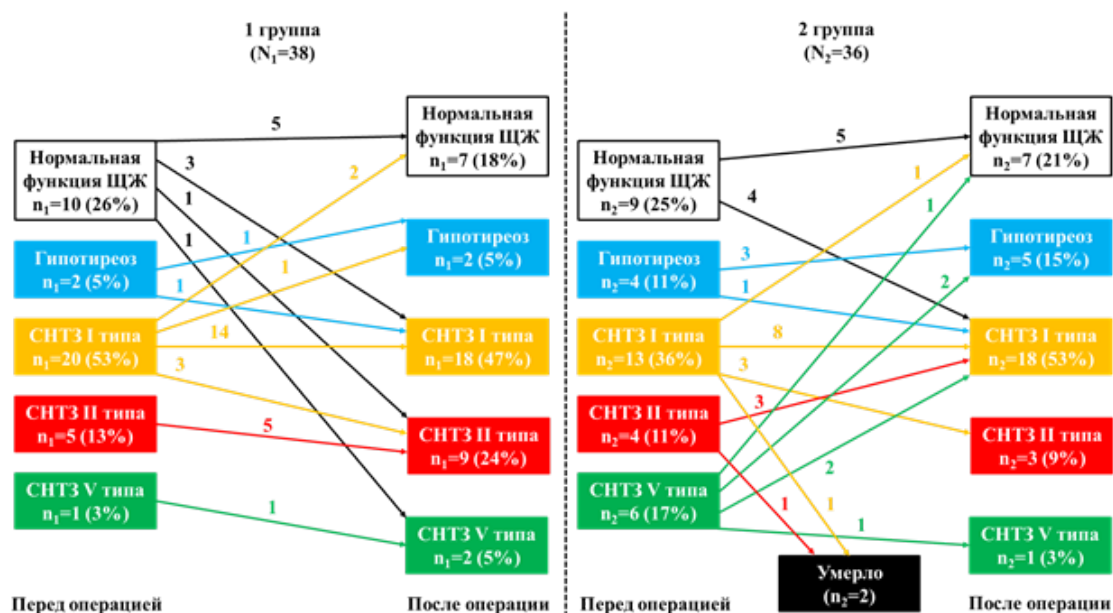 1 группа
(N₁=38)
Нормальная
функция ЩЖ
n₁=10 (26%)
Гипотиреоз
n₁=2 (5%)
СНТЗ I типа
n₁=20 (53%)
СНТЗ II типа
n₁=5 (13%)
СНТЗ V типа
n₁=1 (3%)
Перед операцией
5
3
1
1
2
1
1
1
14
3
5
1
Нормальная
функция ЩЖ
n₁=7 (18%)
Гипотиреоз
n₁=2 (5%)
СНТЗ I типа
n₁=18 (47%)
СНТЗ II типа
n₁=9 (24%)
СНТЗ V типа
n₁=2 (5%)
После операции
2 группа
(N₂=36)
Нормальная
функция ЩЖ
n₂=9 (25%)
Гипотиреоз
n₂=4 (11%)
СНТЗ I типа
n₂=13 (36%)
СНТЗ II типа
n₂=4 (11%)
СНТЗ V типа
n₂=6 (17%)
Перед операцией
5
1
4
1
3
2
1
8
3
3
2
1
1
1
Умерло
(n₂=2)
Нормальная
функция ЩЖ
n₂=7 (21%)
Гипотиреоз
n₂=5 (15%)
СНТЗ I типа
n₂=18 (53%)
СНТЗ II типа
n₂=3 (9%)
СНТЗ V типа
n₂=1 (3%)
После операции